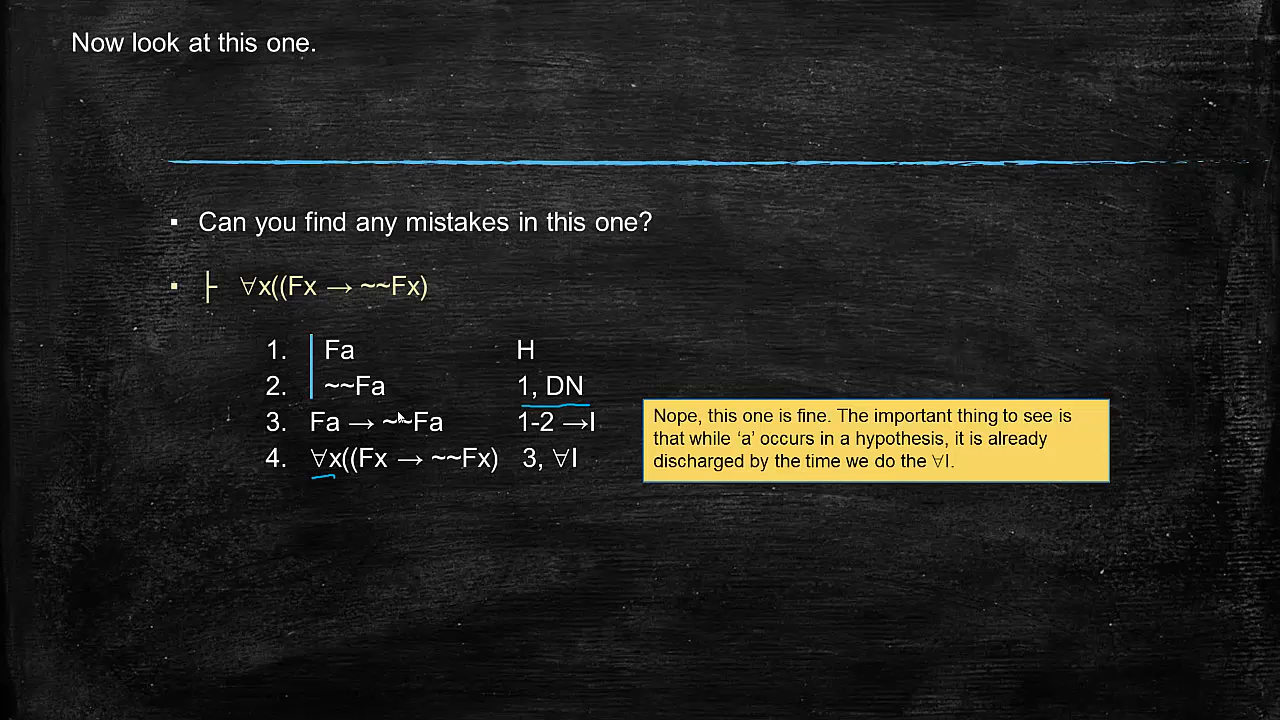 Now look at this one.
▪ Can you find any mistakes in this one?
▪ ├ ∀x((Fx → ~~Fx)
1. Fa H
2. ~~Fa 1, DN
3. Fa → ~~Fa 1-2 →I
4. ∀x((Fx → ~~Fx) 3, ∀I
Nope, this one is fine. The important thing to see is
that while ‘a’ occurs in a hypothesis, it is already
discharged by the time we do the ∀I.